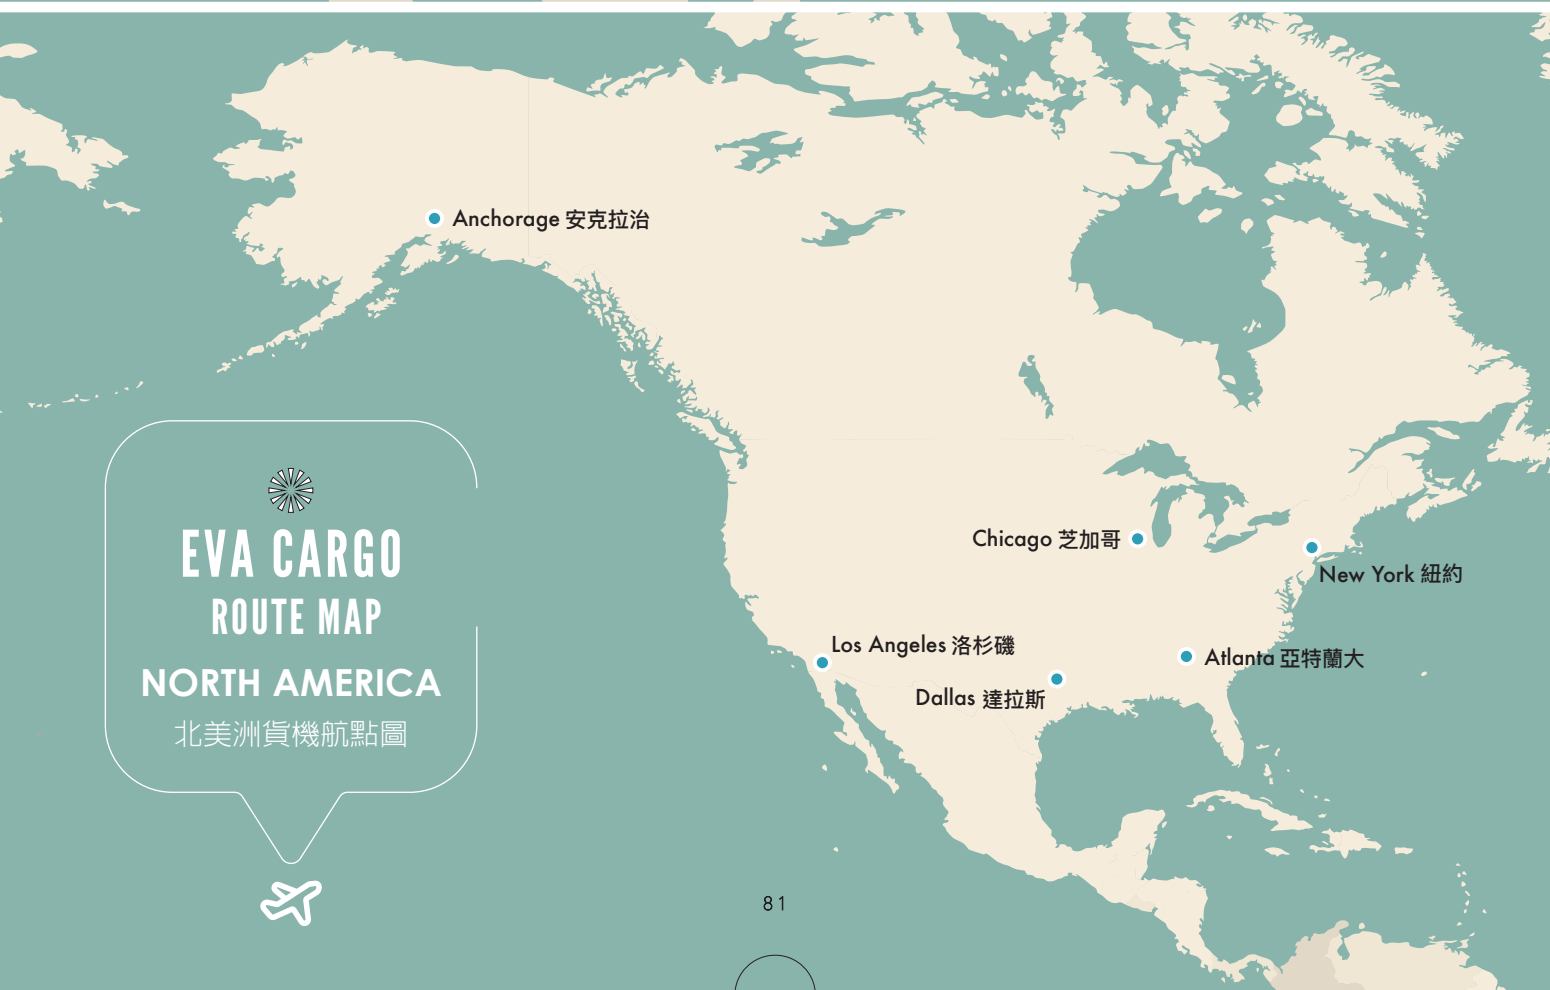 Anchorage 安克拉治
EVA CARGO
ROUTE MAP
NORTH AMERICA
北美洲貨機航點圖
Chicago 芝加哥
New York 紐約
Los Angeles 洛杉磯
Atlanta 亞特蘭大
Dallas 達拉斯
81